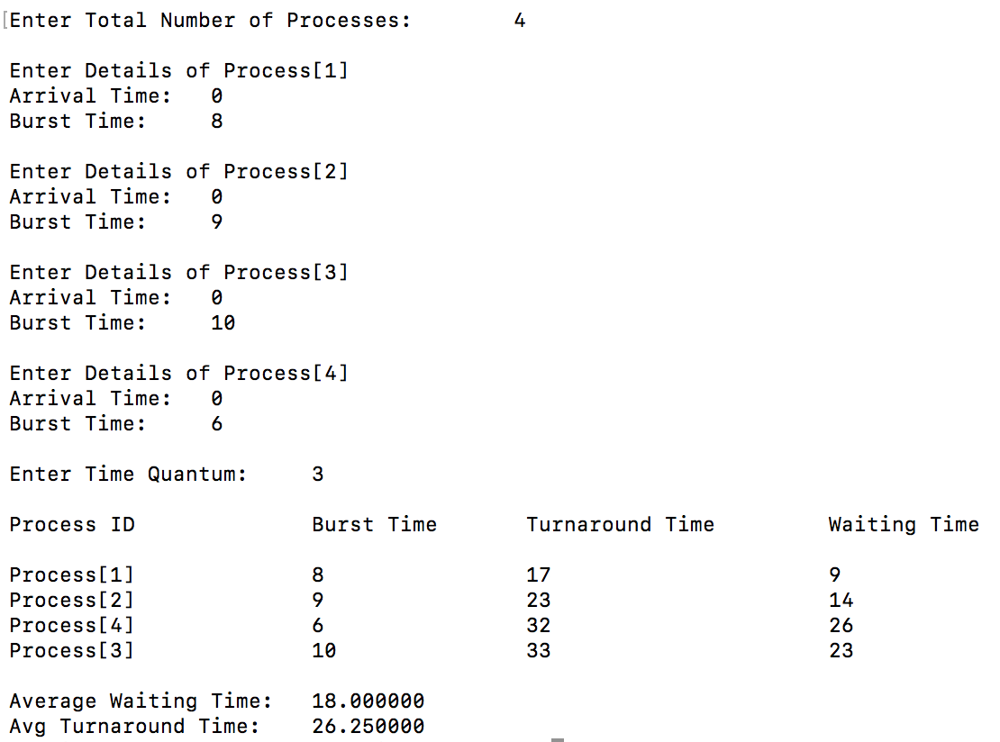 Enter Total Number of Processes: 4
Enter Details of Process[1]
Arrival Time: 0
Burst Time: 8
Enter Details of Process[2]
Arrival Time: 0
Burst Time: 9
Enter Details of Process[3]
Arrival Time: 0
Burst Time: 10
Enter Details of Process[4]
Arrival Time: 0
Burst Time: 6
Enter Time Quantum: 3
Process ID Burst Time Turnaround Time Waiting Time
Process[1] 8 17 9
Process[2] 9 23 14
Process[4] 6 32 26
Process[3] 10 33 23
Average Waiting Time: 18.000000
Avg Turnaround Time: 26.250000